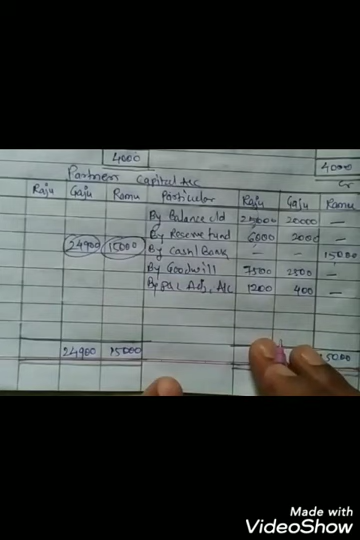 4000
40000
Partners Capital A/c
Cr
Raju Gaju Ramu Particular Raju Gaju Ramu
By Balance c/d 20000 —
By Reserve fund 6000 2000 —
24900 15000 By Cash/Bank — — 15000
By Goodwill 7500 2500
By P&L Adj. A/c 1200 400 —
24900 15000 15000
Made with
VideoShow